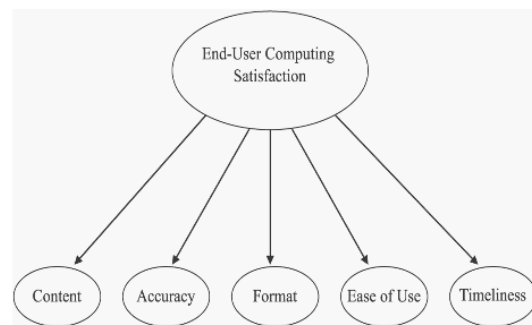 End-User Computing
Satisfaction
Content
Accuracy
Format
Ease of Use
Timeliness